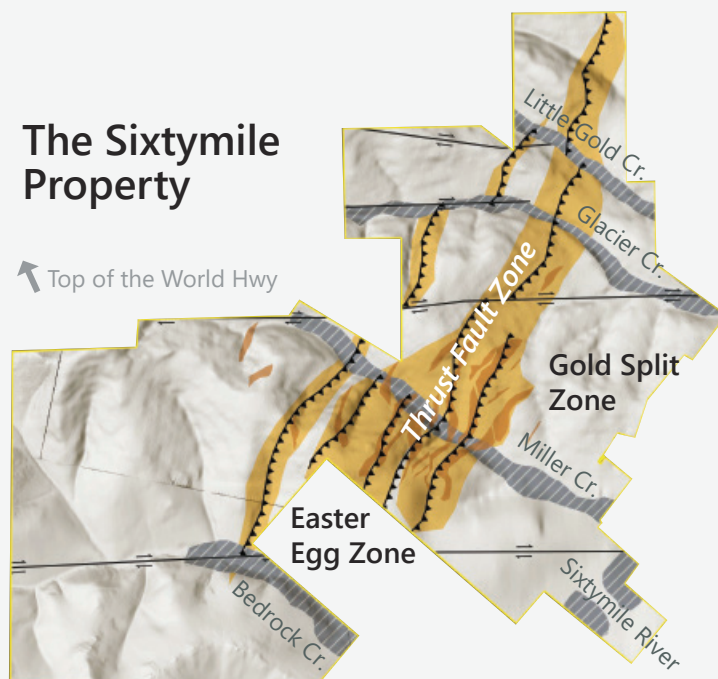 The Sixtymile
Property
Top of the World Hwy
Little Gold Cr.
Glacier Cr.
Thrust Fault Zone
Gold Split
Zone
Miller Cr.
Easter
Egg Zone
Sixtymile River
Bedrock Cr.